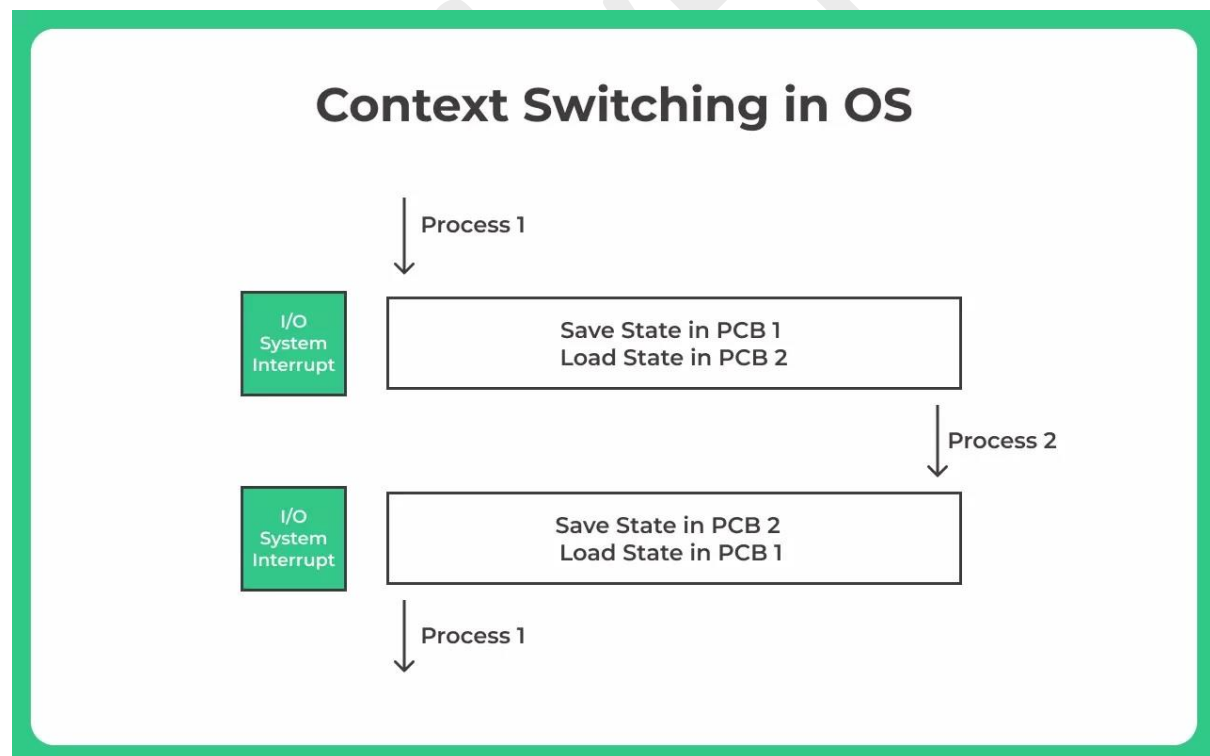 Context Switching in OS
Process 1
I/O
System
Interrupt
Save State in PCB 1
Load State in PCB 2
Process 2
I/O
System
Interrupt
Save State in PCB 2
Load State in PCB 1
Process 1